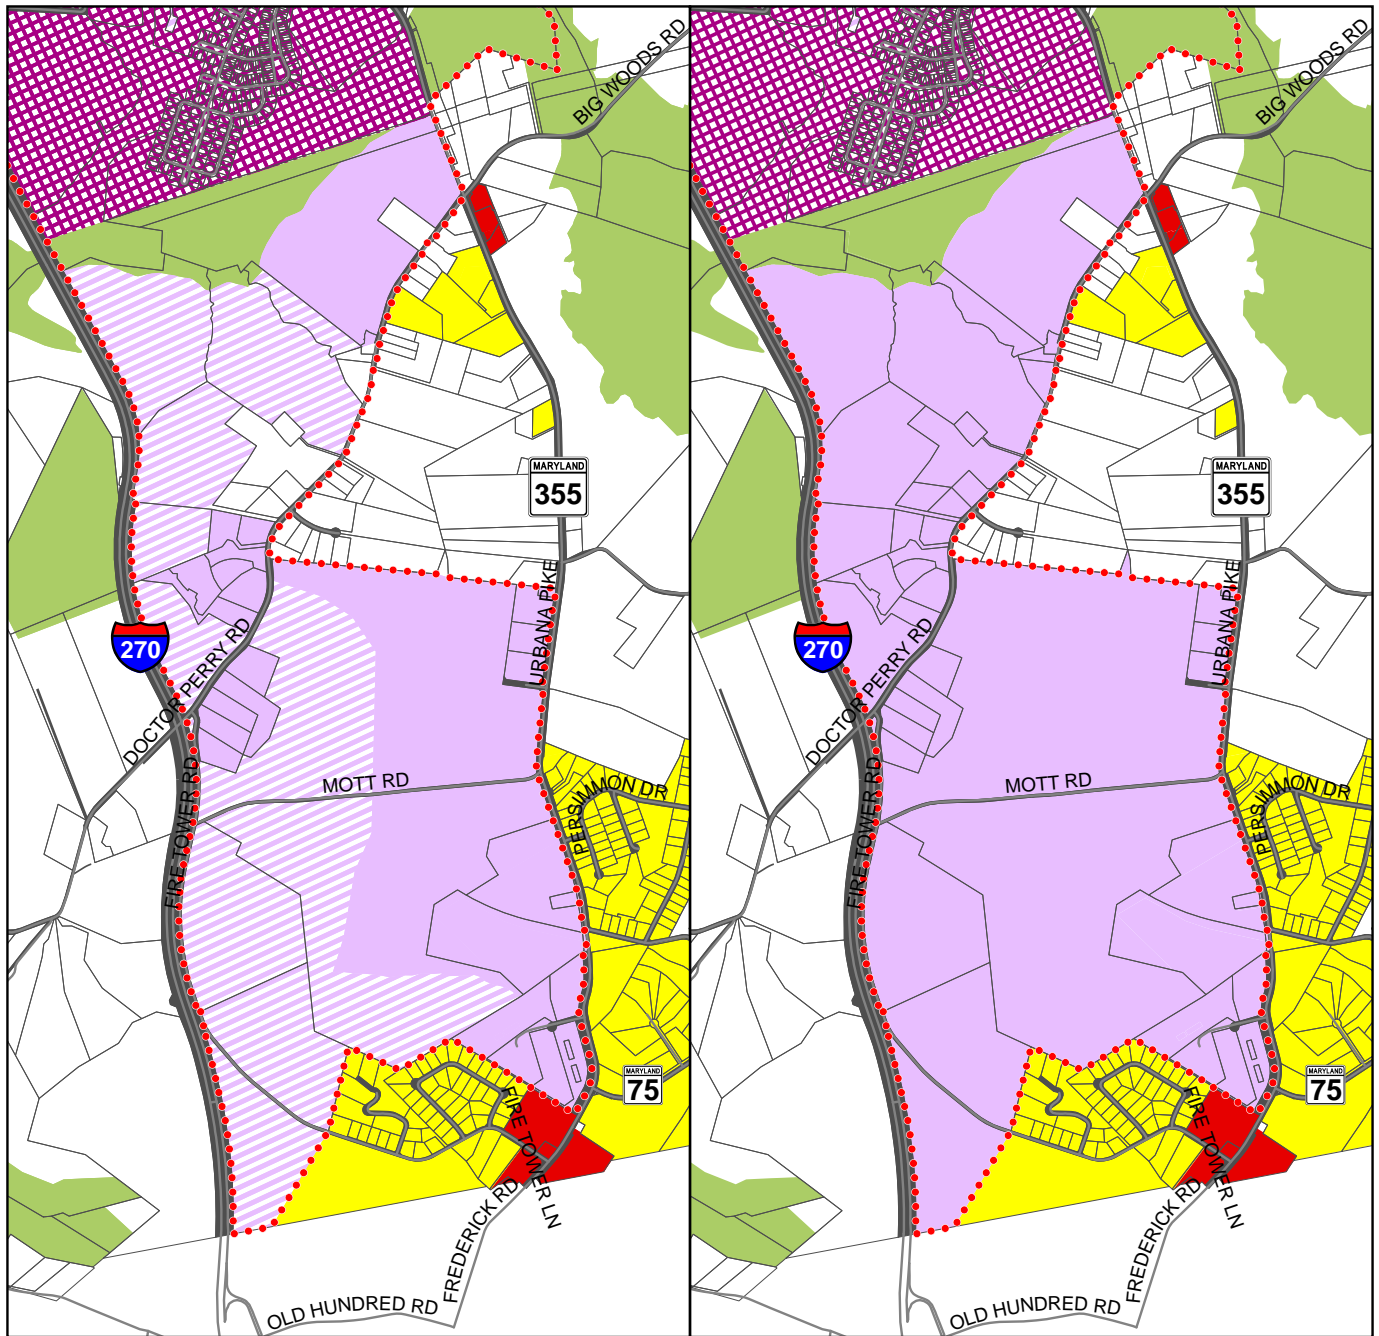 BIG WOODS RD
MARYLAND
355
URBANA PIKE
270
DOCTOR PERRY RD
MOTT RD
FIRE TOWER RD
PERSIMMON DR
MARYLAND
75
FIRE TOWER LN
FREDERICK RD
OLD HUNDRED RD
BIG WOODS RD
MARYLAND
355
URBANA PIKE
270
DOCTOR PERRY RD
MOTT RD
FIRE TOWER RD
PERSIMMON DR
MARYLAND
75
FIRE TOWER LN
FREDERICK RD
OLD HUNDRED RD